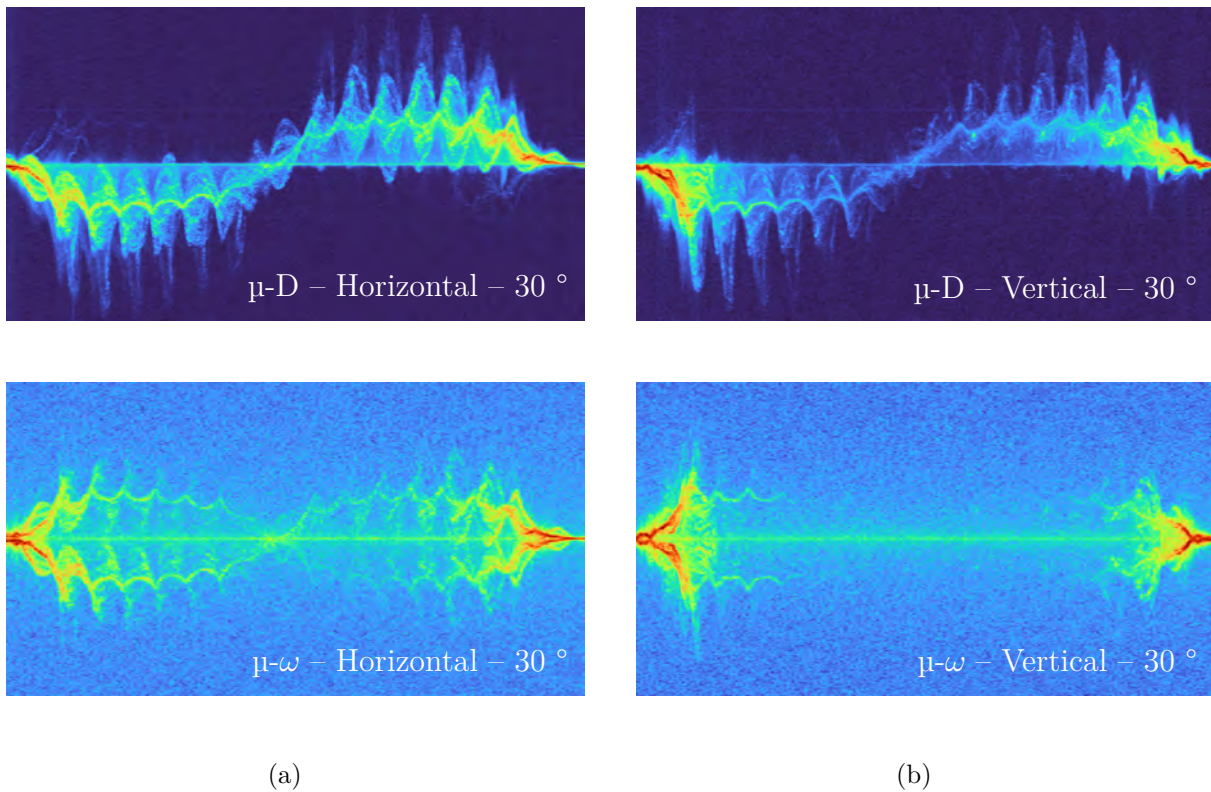 µ-D – Horizontal – 30 °
µ-D – Vertical – 30 °
µ-ω – Horizontal – 30 °
µ-ω – Vertical – 30 °
(a)
(b)